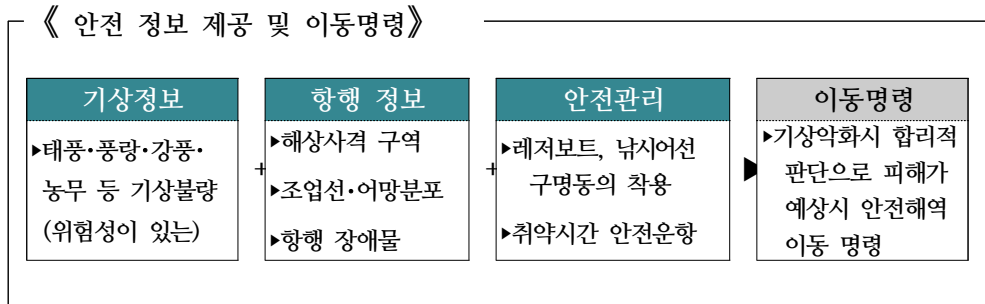 《 안전 정보 제공 및 이동명령》
기상정보
▸태풍·풍랑·강풍·
농무 등 기상불량
(위험성이 있는)
+
항행 정보
▸해상사격 구역
▸조업선·어망분포
▸항행 장애물
+
안전관리
▸레저보트, 낚시어선
구명동의 착용
▸취약시간 안전운항
▶
이동명령
▸기상악화시 합리적
판단으로 피해가
예상시 안전해역
이동 명령